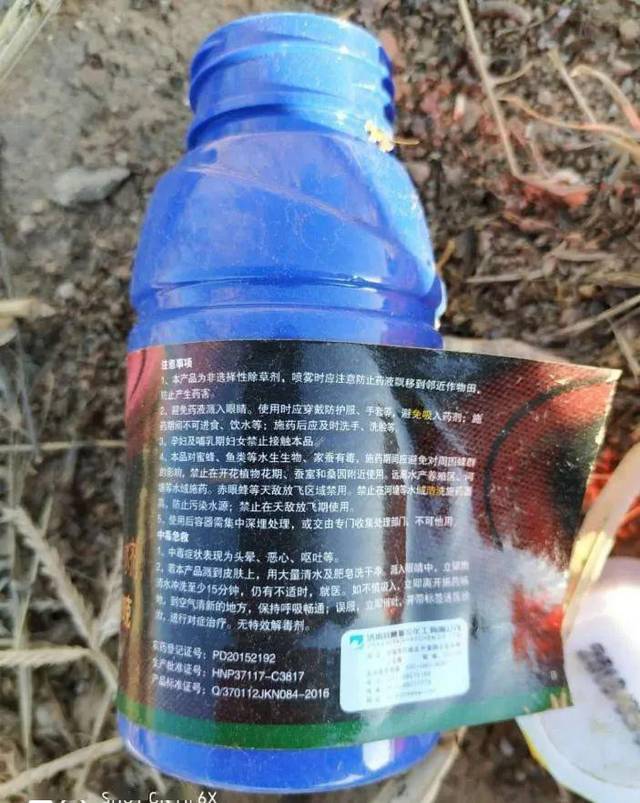 注意事项
1、本产品为非选择性除草剂，喷雾时应注意防止药液飘移到邻近作物田，
防止产生药害。
2、避免药液溅入眼睛。使用时应穿戴防护服、手套等，避免吸入药剂；施
药期间不可进食、饮水等；施药后应及时洗手、洗脸等。
3、孕妇及哺乳期妇女禁止接触本品。
4、本品对蜜蜂、鱼类等水生生物、家蚕有毒，施药期间应避免对周围蜂群
的影响，禁止在开花植物花期、蚕室和桑园附近使用。远离水产养殖区、河
塘等水域施药。赤眼蜂等天敌放飞区域禁用。禁止在河塘等水域清洗施药器
具，防止污染水源；禁止在天敌放飞期使用。
5、使用后容器需集中深埋处理，或交由专门收集处理部门，不可他用
中毒急救
1、中毒症状表现为头晕、恶心、呕吐等。
2、若本产品溅到皮肤上，用大量清水及肥皂洗干净，溅入眼睛中，立即用
清水冲洗至少15分钟，仍有不适时，就医。如不慎吸入，立即离开施药场
地，到空气清新的地方，保持呼吸畅通；误服，立即催吐，并带标签送医诊
治，进行对症治疗。无特效解毒剂。
农药登记证号：PD20152192
生产批准证号：HNP37117-C3817
产品标准证号：Q/370112JKN084-2016
6X